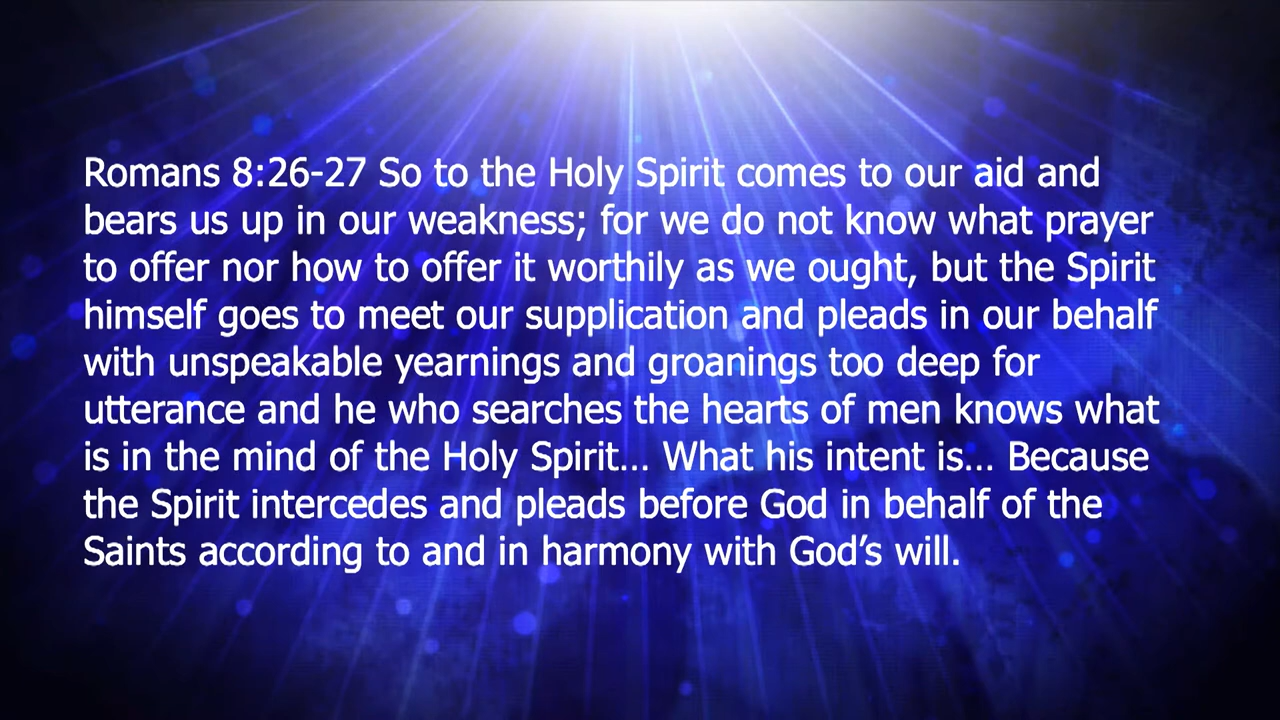 Romans 8:26-27 So to the Holy Spirit comes to our aid and
bears us up in our weakness; for we do not know what prayer
to offer nor how to offer it worthily as we ought, but the Spirit
himself goes to meet our supplication and pleads in our behalf
with unspeakable yearnings and groanings too deep for
utterance and he who searches the hearts of men knows what
is in the mind of the Holy Spirit… What his intent is… Because
the Spirit intercedes and pleads before God in behalf of the
Saints according to and in harmony with God’s will.